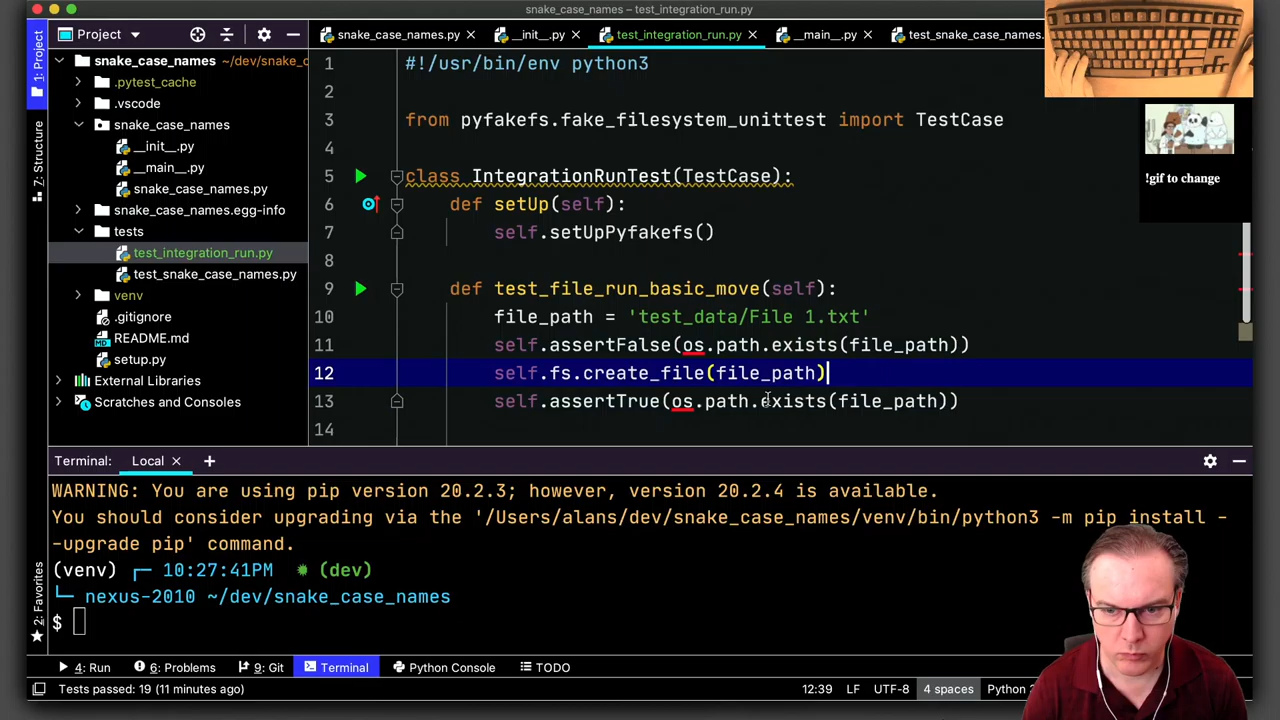 snake_case_names – test_integration_run.py
Project
snake_case_names.py
__init__.py
test_integration_run.py
__main__.py
test_snake_case_names.
1: Project
7: Structure
2: Favorites
snake_case_names ~/dev/snake_c
.pytest_cache
.vscode
snake_case_names
__init__.py
__main__.py
snake_case_names.py
snake_case_names.egg-info
tests
test_integration_run.py
test_snake_case_names.py
venv
.gitignore
README.md
setup.py
External Libraries
Scratches and Consoles
1 #!/usr/bin/env python3
2
3 from pyfakefs.fake_filesystem_unittest import TestCase
4
5 class IntegrationRunTest(TestCase):
6 def setUp(self):
7 self.setUpPyfakefs()
8
9 def test_file_run_basic_move(self):
10 file_path = 'test_data/File 1.txt'
11 self.assertFalse(os.path.exists(file_path))
12 self.fs.create_file(file_path)
13 self.assertTrue(os.path.exists(file_path))
14
!gif to change
Terminal: Local +
WARNING: You are using pip version 20.2.3; however, version 20.2.4 is available.
You should consider upgrading via the '/Users/alans/dev/snake_case_names/venv/bin/python3 -m pip install -
-upgrade pip' command.
(venv) ┌─ 10:27:41PM ✹ (dev)
└─ nexus-2010 ~/dev/snake_case_names
$
4: Run
6: Problems
9: Git
Terminal
Python Console
TODO
Tests passed: 19 (11 minutes ago)
12:39 LF UTF-8 4 spaces Python